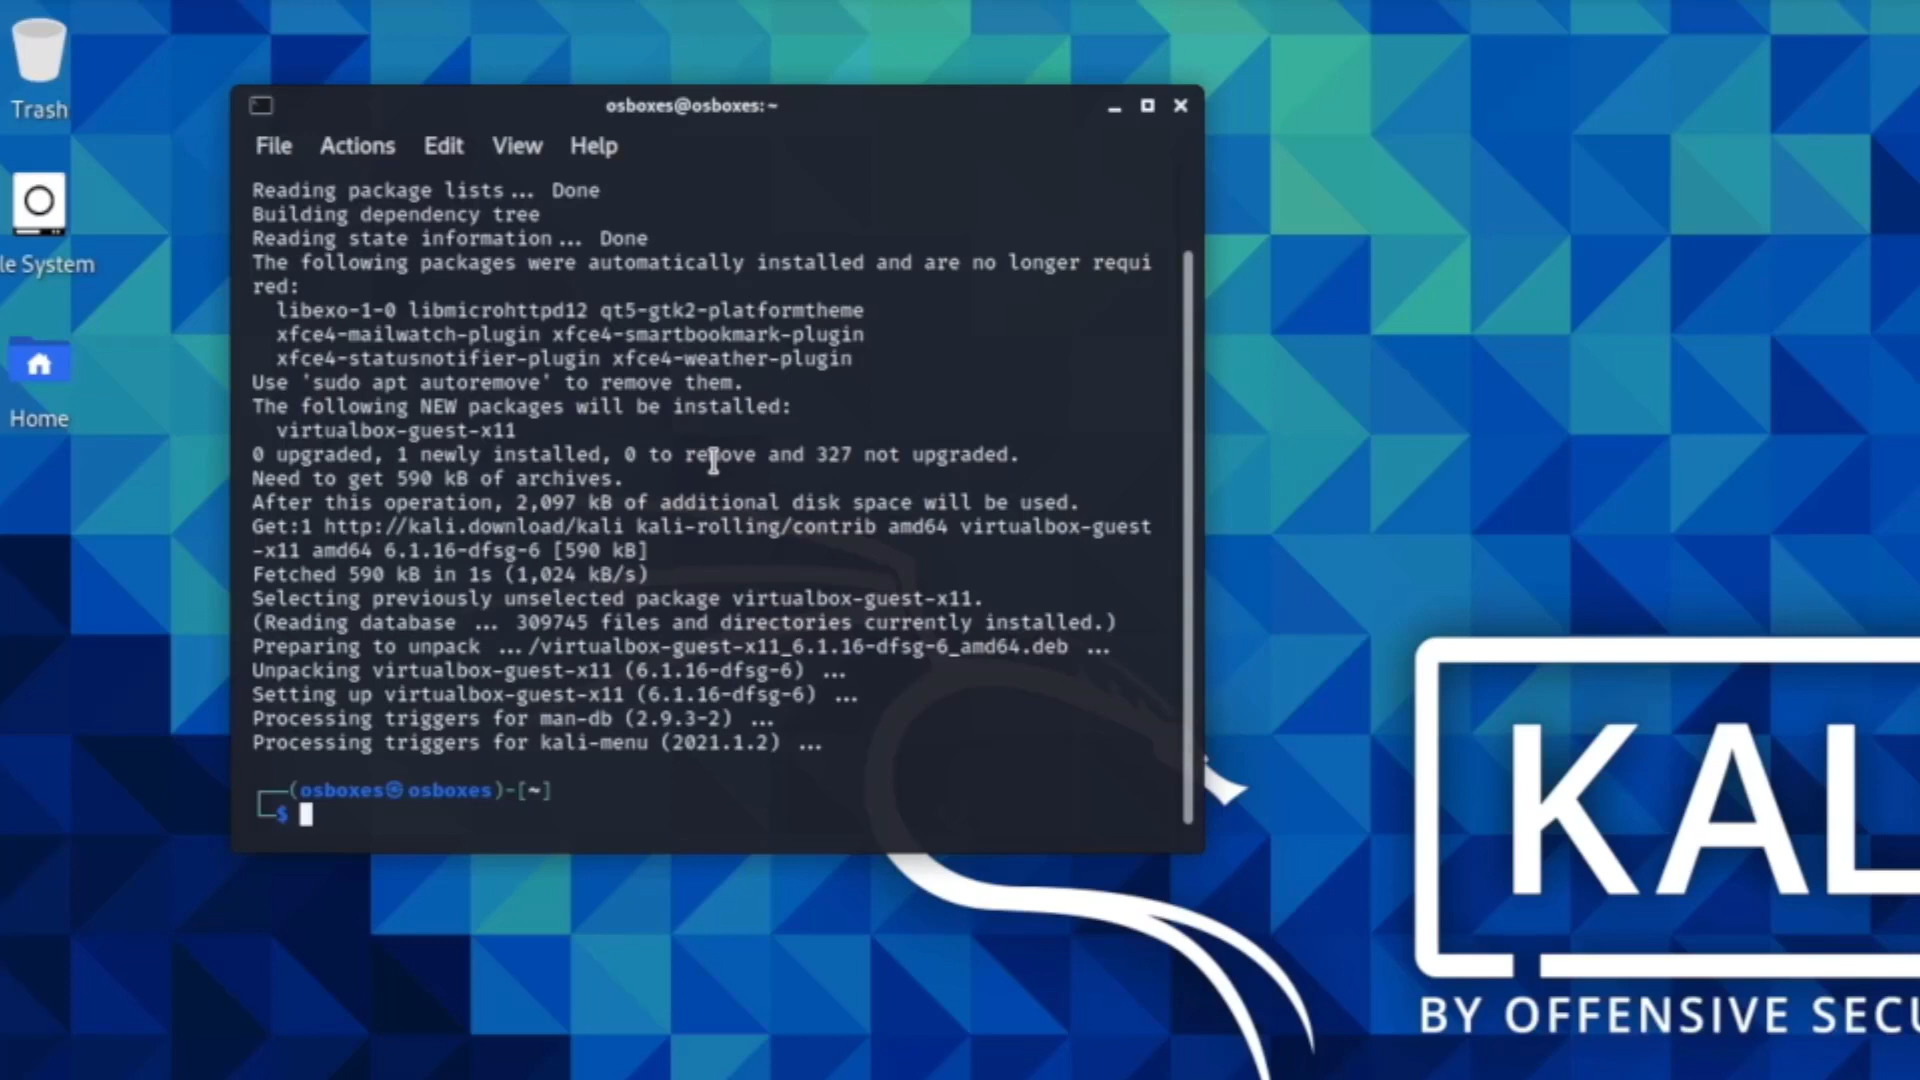 Trash
le System
Home
osboxes@osboxes:~
File Actions Edit View Help
Reading package lists... Done
Building dependency tree
Reading state information... Done
The following packages were automatically installed and are no longer requi
red:
libexo-1-0 libmicrohttpd12 qt5-gtk2-platformtheme
xfce4-mailwatch-plugin xfce4-smartbookmark-plugin
xfce4-statusnotifier-plugin xfce4-weather-plugin
Use 'sudo apt autoremove' to remove them.
The following NEW packages will be installed:
virtualbox-guest-x11
0 upgraded, 1 newly installed, 0 to remove and 327 not upgraded.
Need to get 590 kB of archives.
After this operation, 2,097 kB of additional disk space will be used.
Get:1 http://kali.download/kali kali-rolling/contrib amd64 virtualbox-guest
-x11 amd64 6.1.16-dfsg-6 [590 kB]
Fetched 590 kB in 1s (1,024 kB/s)
Selecting previously unselected package virtualbox-guest-x11.
(Reading database ... 309745 files and directories currently installed.)
Preparing to unpack .../virtualbox-guest-x11_6.1.16-dfsg-6_amd64.deb ...
Unpacking virtualbox-guest-x11 (6.1.16-dfsg-6) ...
Setting up virtualbox-guest-x11 (6.1.16-dfsg-6) ...
Processing triggers for man-db (2.9.3-2) ...
Processing triggers for kali-menu (2021.1.2) ...
┌──(osboxes㉿osboxes)-[~]
└─$
KAL
BY OFFENSIVE SECU